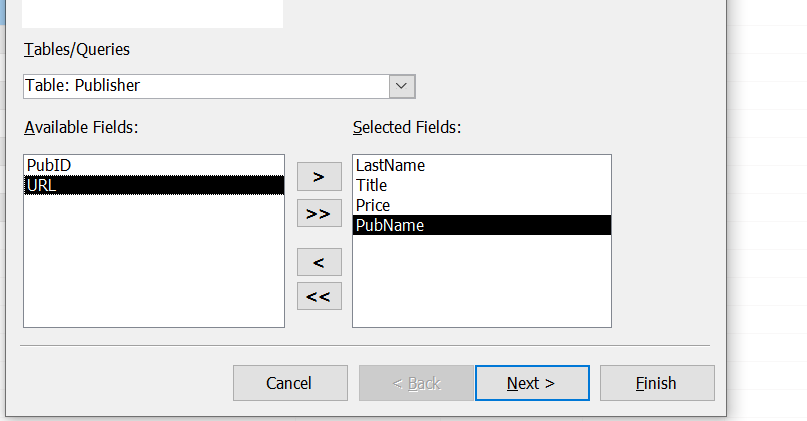 Tables/Queries
Table: Publisher
Available Fields:
Selected Fields:
PubID
URL
>
>>
<
<<
LastName
Title
Price
PubName
Cancel
< Back
Next >
Finish